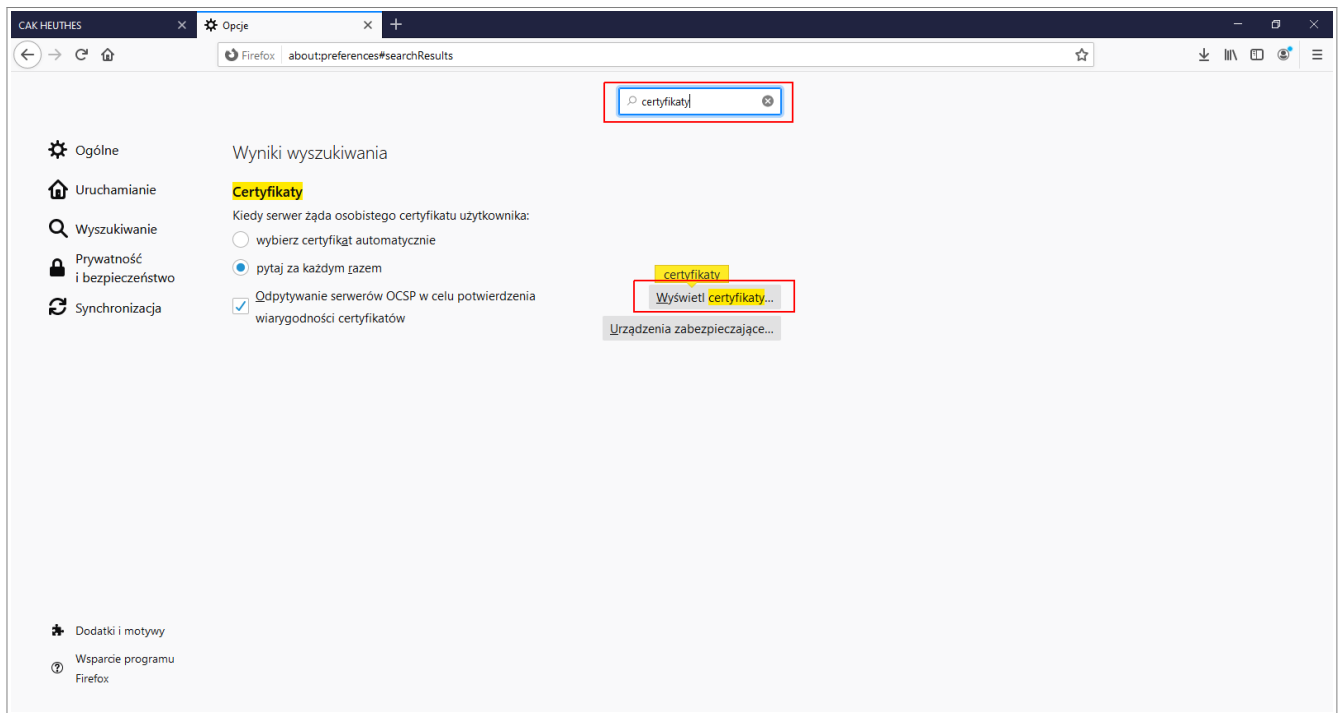 CAK HEUTHES
Opcje
Firefox about:preferences#searchResults
certyfikaty
Ogólne
Uruchamianie
Wyszukiwanie
Prywatność
i bezpieczeństwo
Synchronizacja
Wyniki wyszukiwania
Certyfikaty
Kiedy serwer żąda osobistego certyfikatu użytkownika:
wybierz certyfikat automatycznie
pytaj za każdym razem
Odpytywanie serwerów OCSP w celu potwierdzenia
wiarygodności certyfikatów
certyfikaty
Wyświetl certyfikaty...
Urządzenia zabezpieczające...
Dodatki i motywy
Wsparcie programu
Firefox